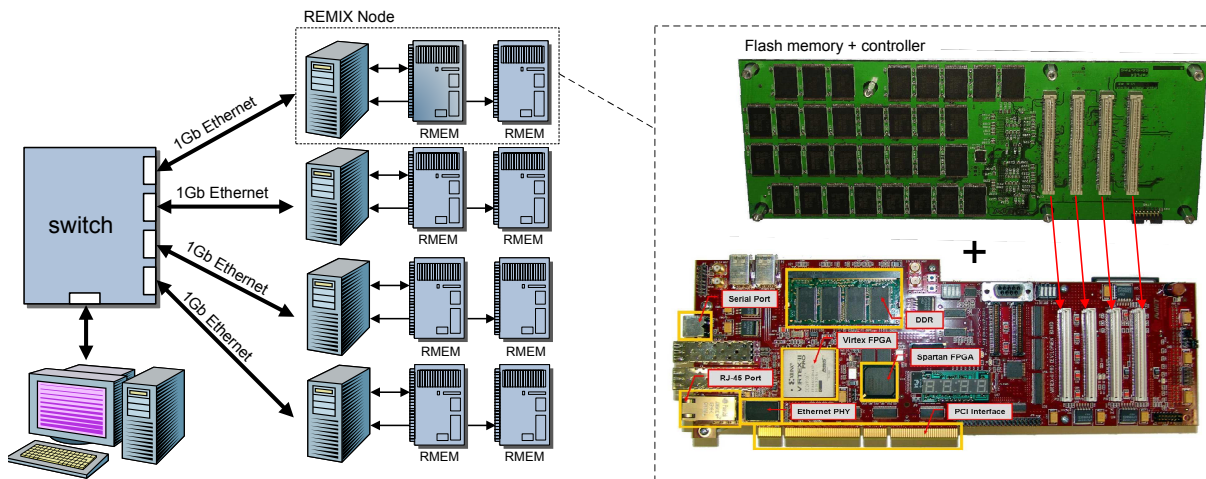 REMIX Node
RMEM
RMEM
1Gb Ethernet
RMEM
RMEM
1Gb Ethernet
switch
1Gb Ethernet
RMEM
RMEM
1Gb Ethernet
RMEM
RMEM
Flash memory + controller
+
Serial Port
DDR
Virtex FPGA
Spartan FPGA
RJ-45 Port
Ethernet PHY
PCI Interface